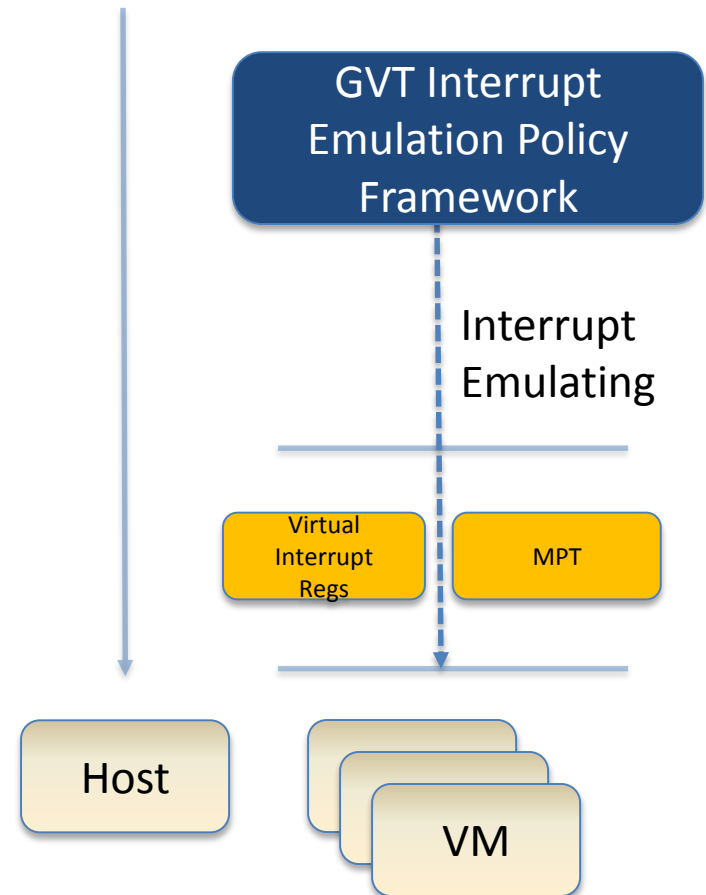 GVT Interrupt
Emulation Policy
Framework
Interrupt
Emulating
Virtual
Interrupt
Regs
MPT
Host
VM